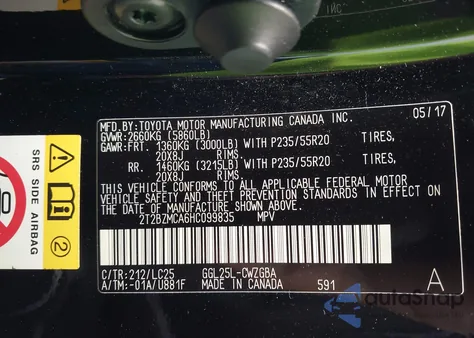 INC
MFD.BY:TOYOTA MOTOR MANUFACTURING CANADA INC. 05/17
GVWR:2660KG (5860LB)
GAWR:FRT. 1360KG (3000LB) WITH P235/55R20 TIRES,
20X8J RIMS
RR. 1460KG (3215LB) WITH P235/55R20 TIRES,
20X8J RIMS.
THIS VEHICLE CONFORMS TO ALL APPLICABLE FEDERAL MOTOR
VEHICLE SAFETY AND THEFT PREVENTION STANDARDS IN EFFECT ON
THE DATE OF MANUFACTURE SHOWN ABOVE.
2T2BZMCA6HC099835 MPV
C/TR:212/LC25 GGL25L-CWZGBA
A/TM:-01A/U881F MADE IN CANADA 591 A
SRS SIDE AIRBAG
2
autoSnap